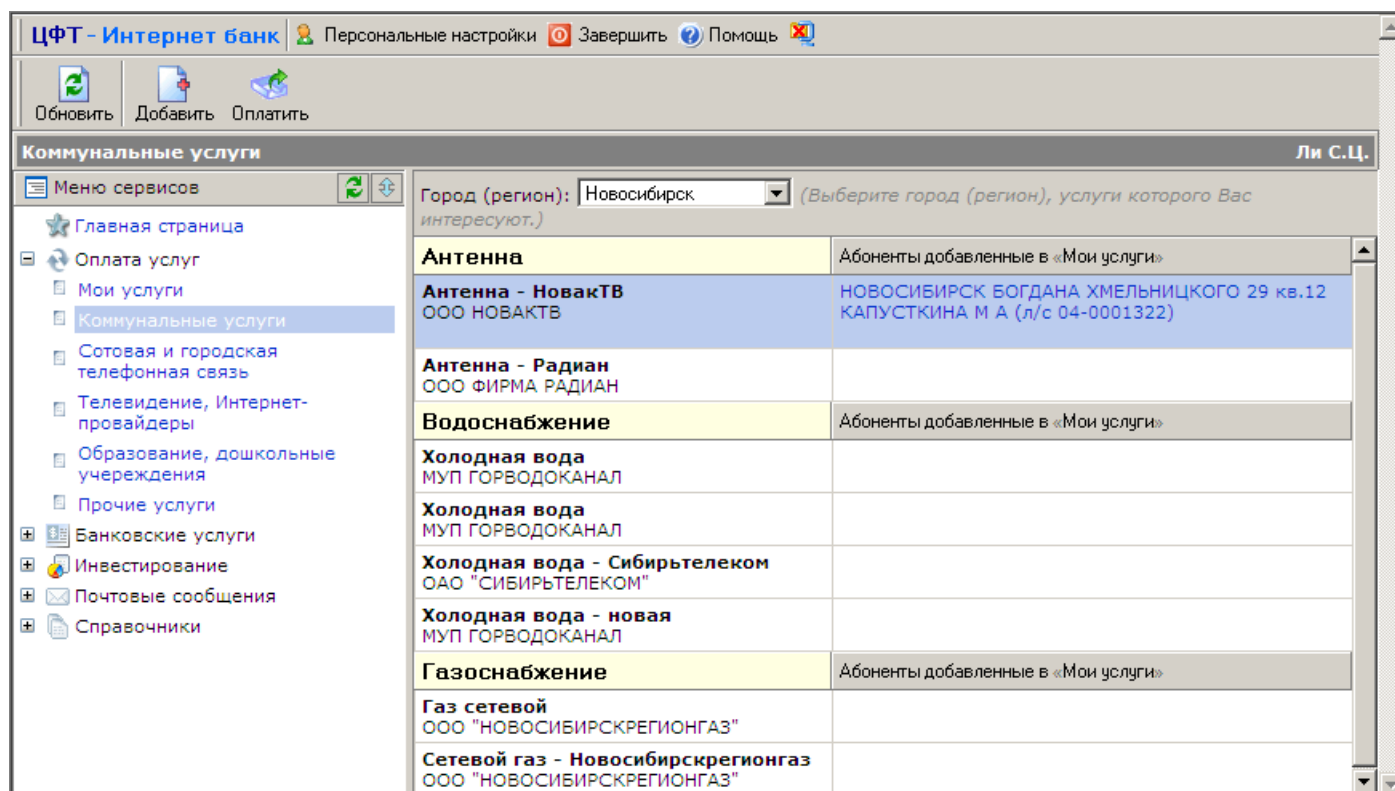 ЦФТ - Интернет банк Персональные настройки Завершить Помощь
Обновить Добавить Оплатить
Коммунальные услуги Ли С.Ц.
Меню сервисов
Главная страница
Оплата услуг
Мои услуги
Коммунальные услуги
Сотовая и городская
телефонная связь
Телевидение, Интернет-
провайдеры
Образование, дошкольные
учереждения
Прочие услуги
Банковские услуги
Инвестирование
Почтовые сообщения
Справочники
Город (регион): Новосибирск (Выберите город (регион), услуги которого Вас
интересуют.)
Антенна Абоненты добавленные в «Мои услуги»
Антенна - НовакТВ НОВОСИБИРСК БОГДАНА ХМЕЛЬНИЦКОГО 29 кв.12
ООО НОВАКТВ КАПУСТКИНА М А (л/с 04-0001322)
Антенна - Радиан
ООО ФИРМА РАДИАН
Водоснабжение Абоненты добавленные в «Мои услуги»
Холодная вода
МУП ГОРВОДОКАНАЛ
Холодная вода
МУП ГОРВОДОКАНАЛ
Холодная вода - Сибирьтелеком
ОАО "СИБИРЬТЕЛЕКОМ"
Холодная вода - новая
МУП ГОРВОДОКАНАЛ
Газоснабжение Абоненты добавленные в «Мои услуги»
Газ сетевой
ООО "НОВОСИБИРСКРЕГИОНГАЗ"
Сетевой газ - Новосибирскрегионгаз
ООО "НОВОСИБИРСКРЕГИОНГАЗ"